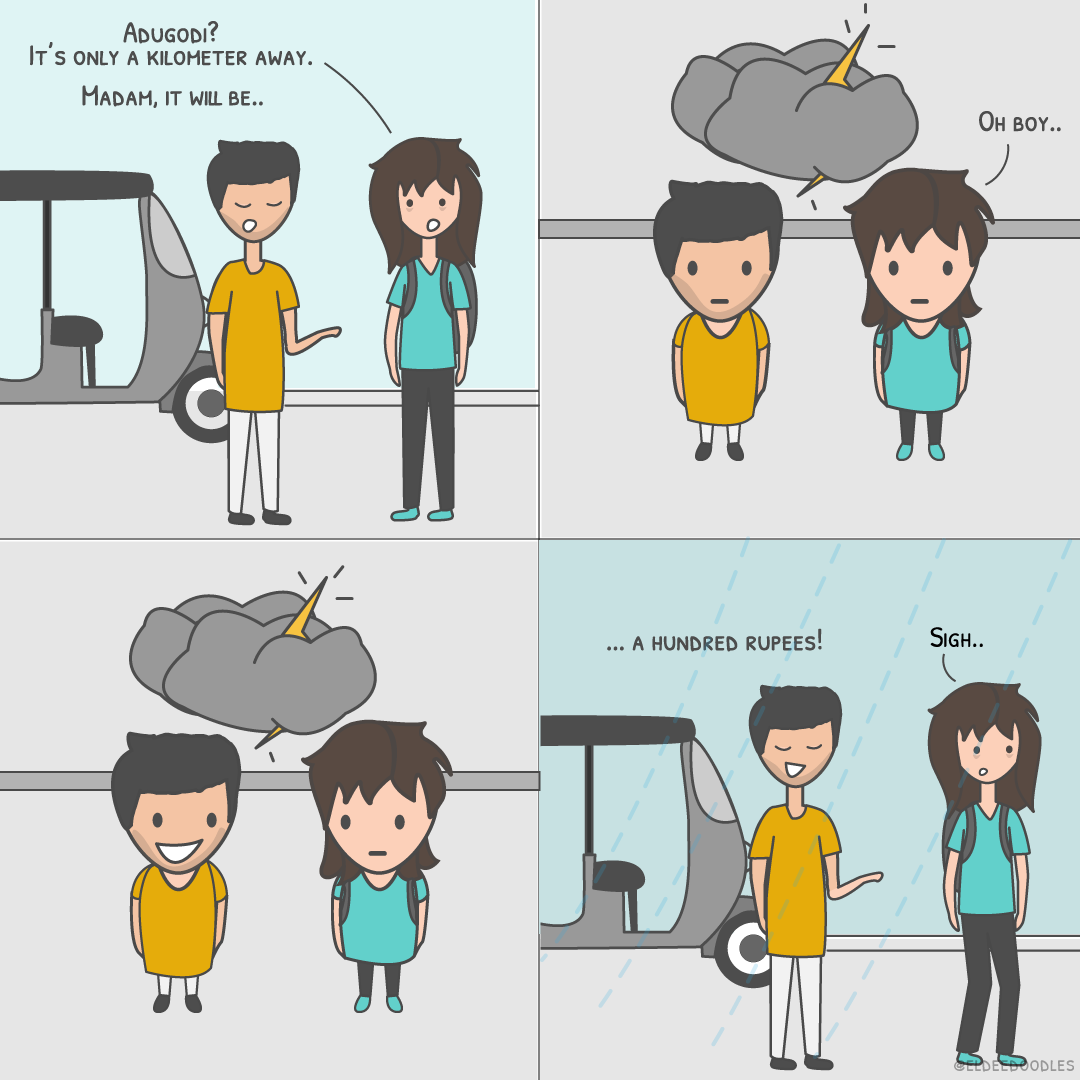 Adugodi?
It's only a kilometer away.
Madam, it will be..
Oh boy..
... a hundred rupees!
Sigh..
@eldeedoodles